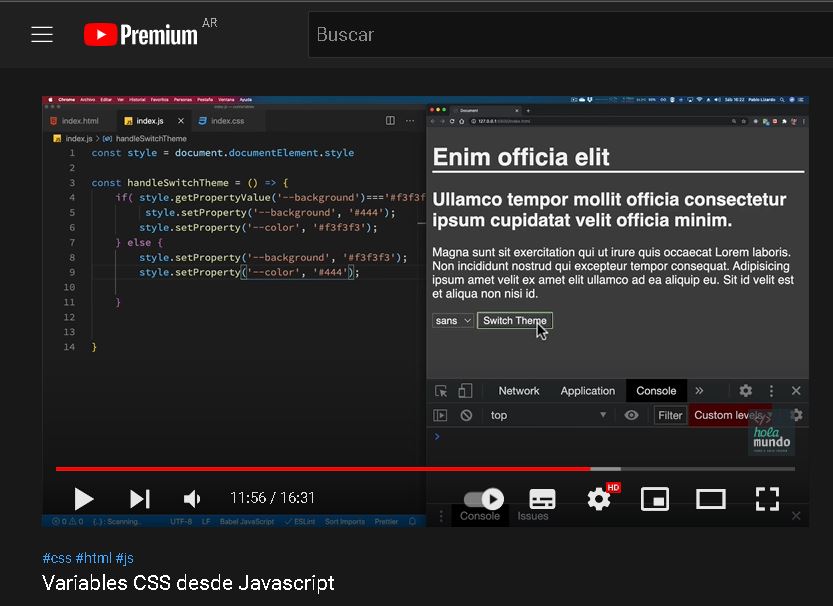 Premium AR
Buscar
Chrome Archivo Editar Ver Historial Favoritos Personas Pestaña Ventana Ayuda
Sáb 16:22 Pablo Lizardo
index.html index.js index.css
index.js > handleSwitchTheme
1 const style = document.documentElement.style
2
3 const handleSwitchTheme = () => {
4 if( style.getPropertyValue('--background')==='#f3f3f
5 style.setProperty('--background', '#444');
6 style.setProperty('--color', '#f3f3f3');
7 } else {
8 style.setProperty('--background', '#f3f3f3');
9 style.setProperty('--color', '#444');
10
11 }
12
13
14 }
Document
127.0.0.1
Enim officia elit
Ullamco tempor mollit officia consectetur
ipsum cupidatat velit officia minim.
Magna sunt sit exercitation qui ut irure quis occaecat Lorem laboris.
Non incididunt nostrud qui excepteur tempor consequat. Adipisicing
ipsum amet velit ex amet elit ullamco ad ea aliquip eu. Sit id velit est
et aliqua non nisi id.
sans Switch Theme
Network Application Console »
top Filter Custom levels
hola
mundo
11:56 / 16:31
HD
0 0 {..}: Scanning.. UTF-8 LF Babel JavaScript ESLint Sort Imports Prettier
Console Issues
#css #html #js
Variables CSS desde Javascript